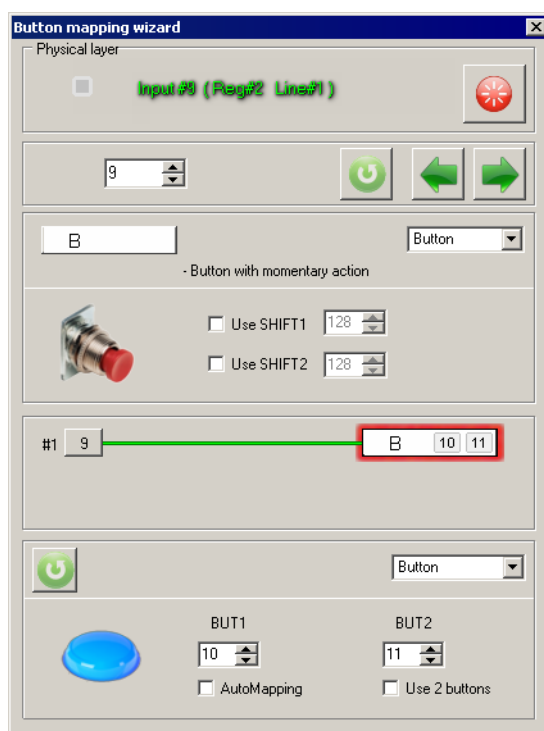 Button mapping wizard
Physical layer
Input#9 (Reg#2 Line#1)
9
B
Button
- Button with momentary action
Use SHIFT1 128
Use SHIFT2 128
#1 9 B 10 11
Button
BUT1 BUT2
10 11
AutoMapping Use 2 buttons